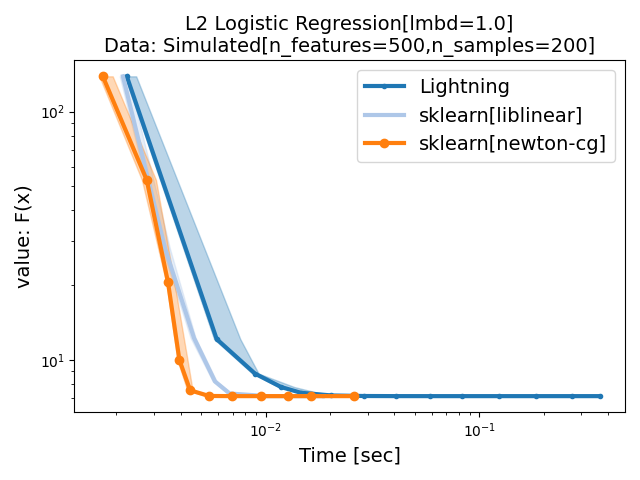 L2 Logistic Regression[lmbd=1.0]
Data: Simulated[n_features=500,n_samples=200]
Lightning
sklearn[liblinear]
sklearn[newton-cg]
value: F(x)
10²
10¹
10⁻²
10⁻¹
Time [sec]